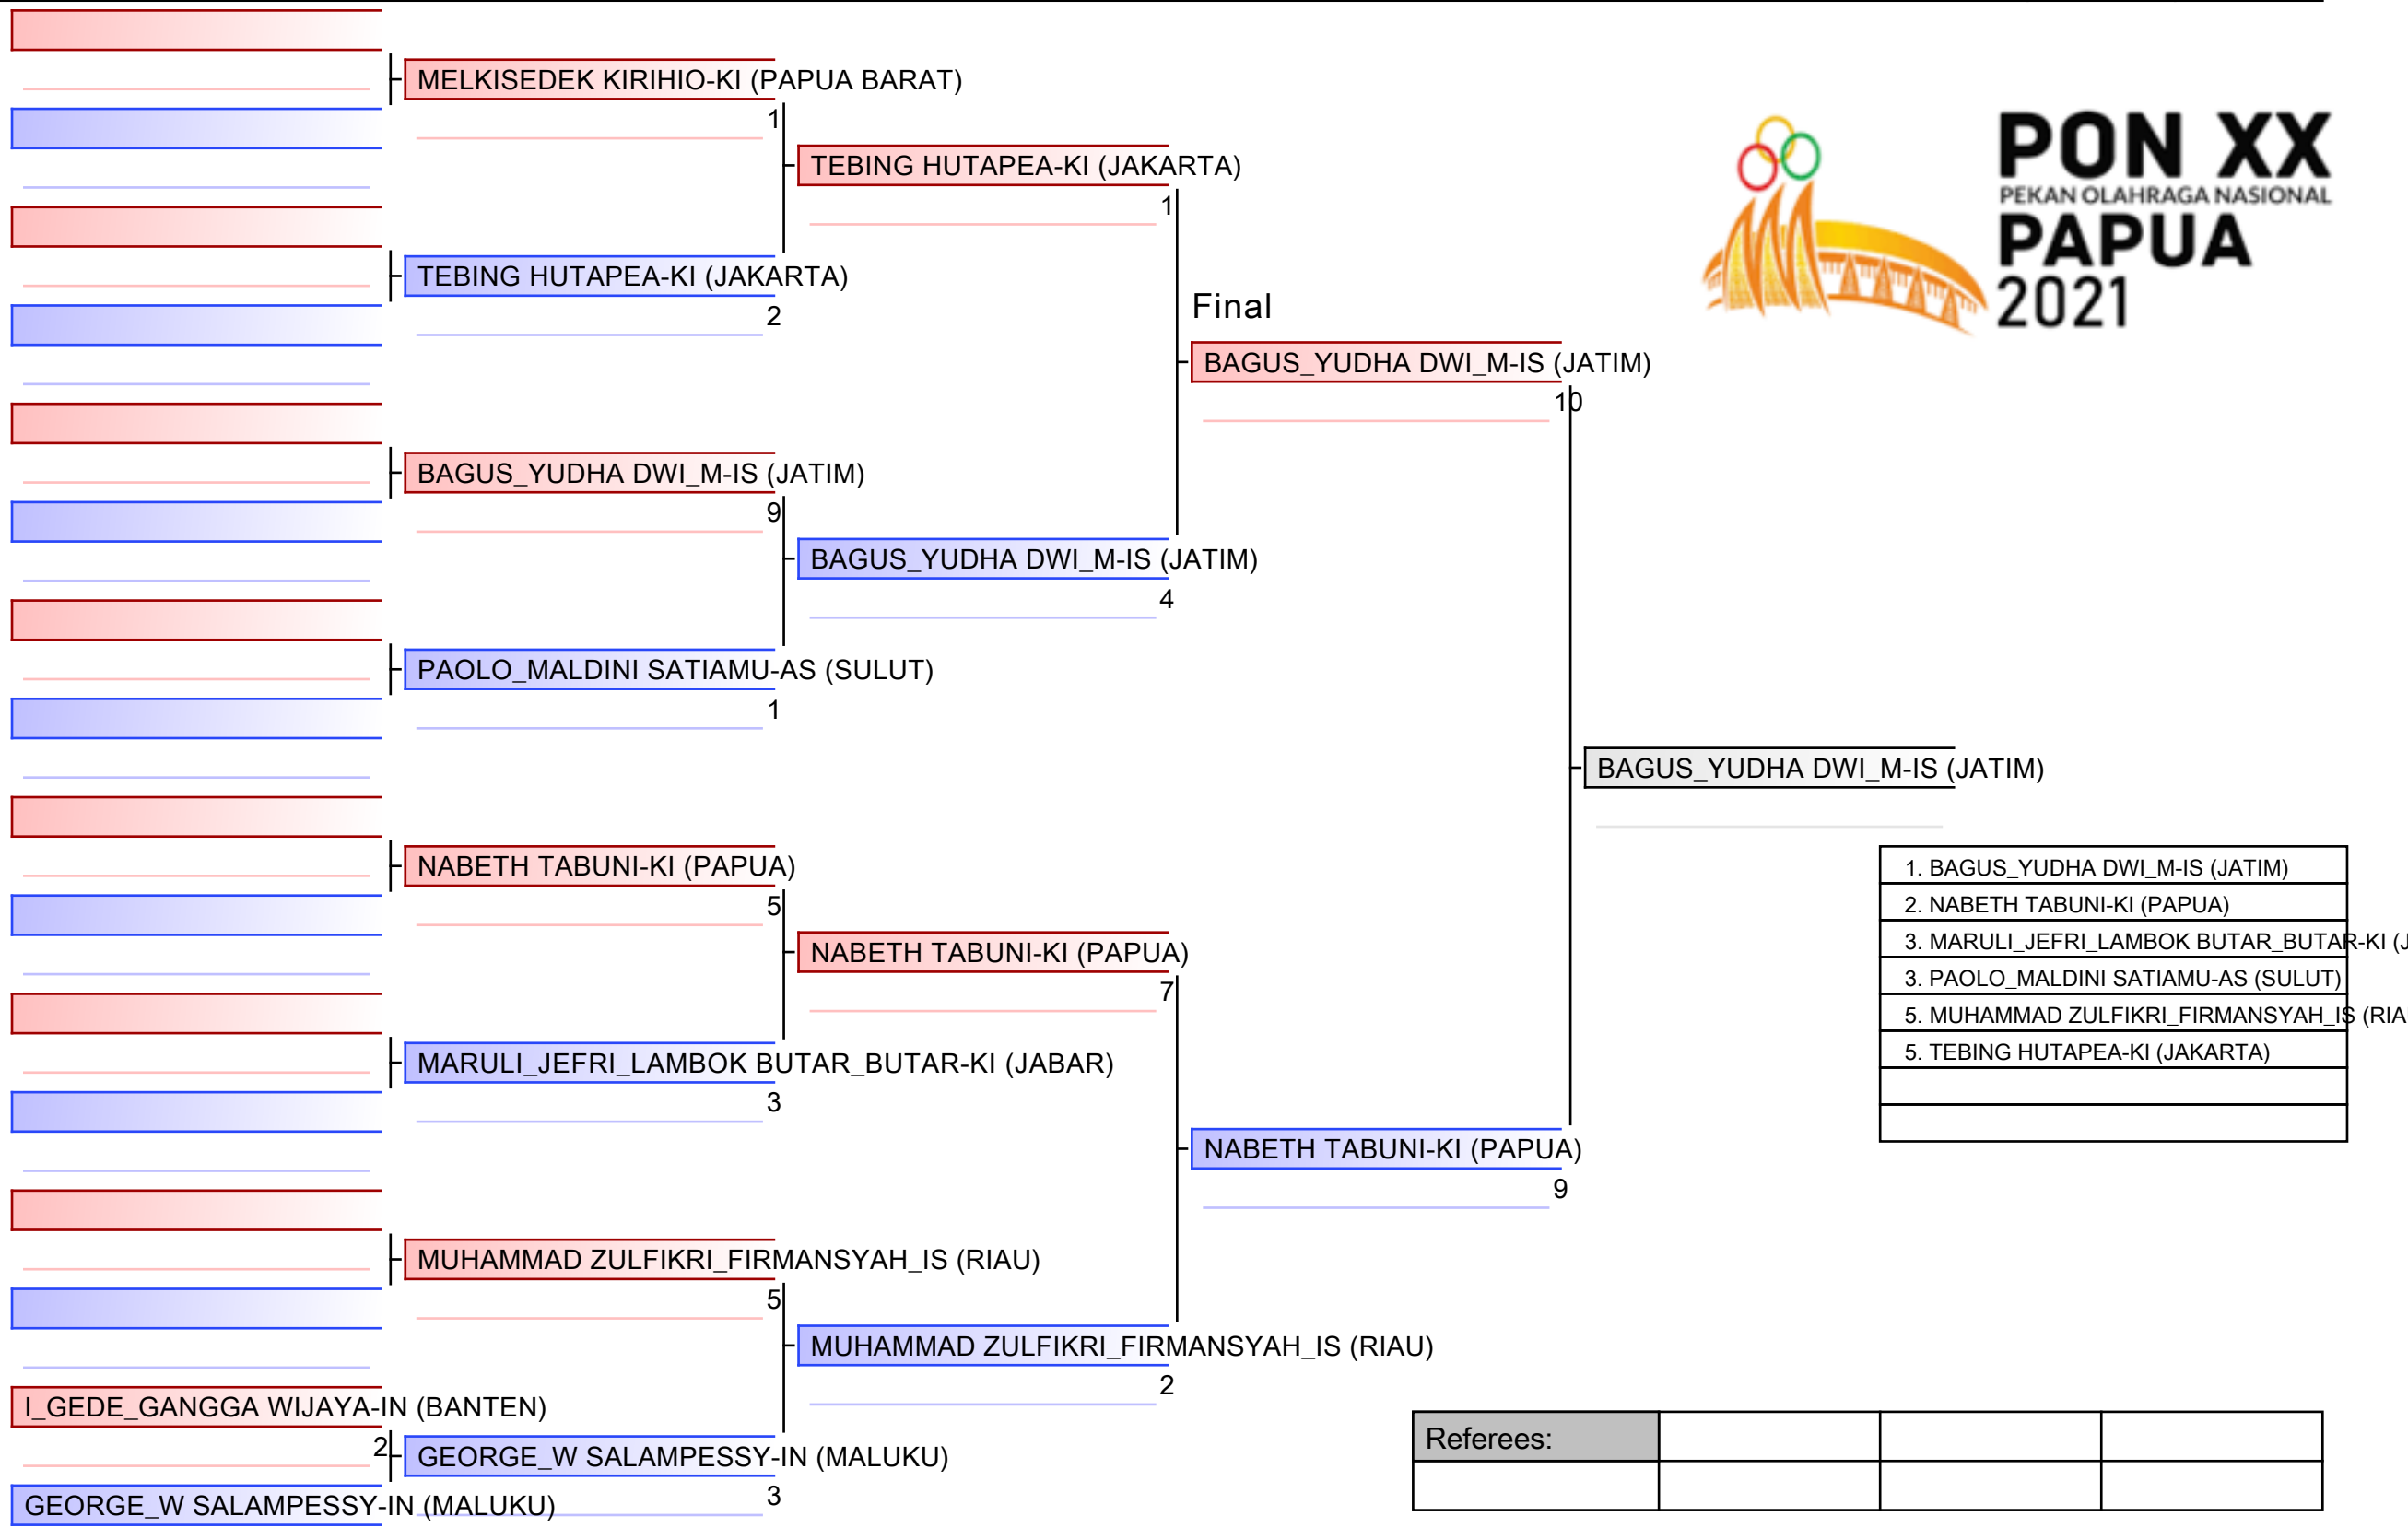 MELKISEDEK KIRIHIO-KI (PAPUA BARAT)
1
TEBING HUTAPEA-KI (JAKARTA)
1
PON XX
PEKAN OLAHRAGA NASIONAL
PAPUA
2021
TEBING HUTAPEA-KI (JAKARTA)
2
Final
BAGUS_YUDHA DWI_M-IS (JATIM)
10
BAGUS_YUDHA DWI_M-IS (JATIM)
9
BAGUS_YUDHA DWI_M-IS (JATIM)
4
PAOLO_MALDINI SATIAMU-AS (SULUT)
1
BAGUS_YUDHA DWI_M-IS (JATIM)
NABETH TABUNI-KI (PAPUA)
5
NABETH TABUNI-KI (PAPUA)
7
MARULI_JEFRI_LAMBOK BUTAR_BUTAR-KI (JABAR)
3
NABETH TABUNI-KI (PAPUA)
9
1. BAGUS_YUDHA DWI_M-IS (JATIM)
2. NABETH TABUNI-KI (PAPUA)
3. MARULI_JEFRI_LAMBOK BUTAR_BUTAR-KI (J
3. PAOLO_MALDINI SATIAMU-AS (SULUT)
5. MUHAMMAD ZULFIKRI_FIRMANSYAH_IS (RIA
5. TEBING HUTAPEA-KI (JAKARTA)
MUHAMMAD ZULFIKRI_FIRMANSYAH_IS (RIAU)
5
MUHAMMAD ZULFIKRI_FIRMANSYAH_IS (RIAU)
2
I_GEDE_GANGGA WIJAYA-IN (BANTEN)
2
GEORGE_W SALAMPESSY-IN (MALUKU)
3
GEORGE_W SALAMPESSY-IN (MALUKU)
Referees: